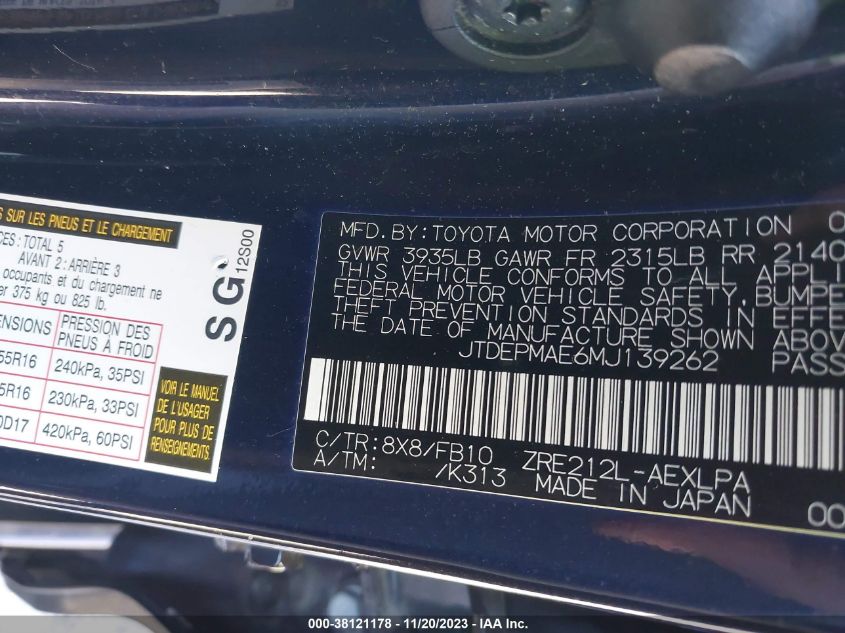 S SUR LES PNEUS ET LE CHARGEMENT
CES: TOTAL 5
AVANT 2: ARRIÈRE 3
occupants et du chargement ne
er 375 kg ou 825 lb.
ENSIONS PRESSION DES PNEUS À FROID
55R16 240kPa, 35PSI
5R16 230kPa, 33PSI
0D17 420kPa, 60PSI
VOIR LE MANUEL
DE L'USAGER
POUR PLUS DE
RENSEIGNEMENTS
SG
12S00
MFD. BY: TOYOTA MOTOR CORPORATION 0
GVWR 3935LB GAWR FR 2315LB RR 2140
THIS VEHICLE CONFORMS TO ALL APPLI
FEDERAL MOTOR VEHICLE SAFETY, BUMPE
THEFT PREVENTION STANDARDS IN EFFE
THE DATE OF MANUFACTURE SHOWN ABOV
JTDEPMAE6MJ139262 PASS
C/TR: 8X8/FB10 ZRE212L-AEXLPA
A/TM: /K313 MADE IN JAPAN 00
000-38121178 - 11/20/2023 - IAA Inc.